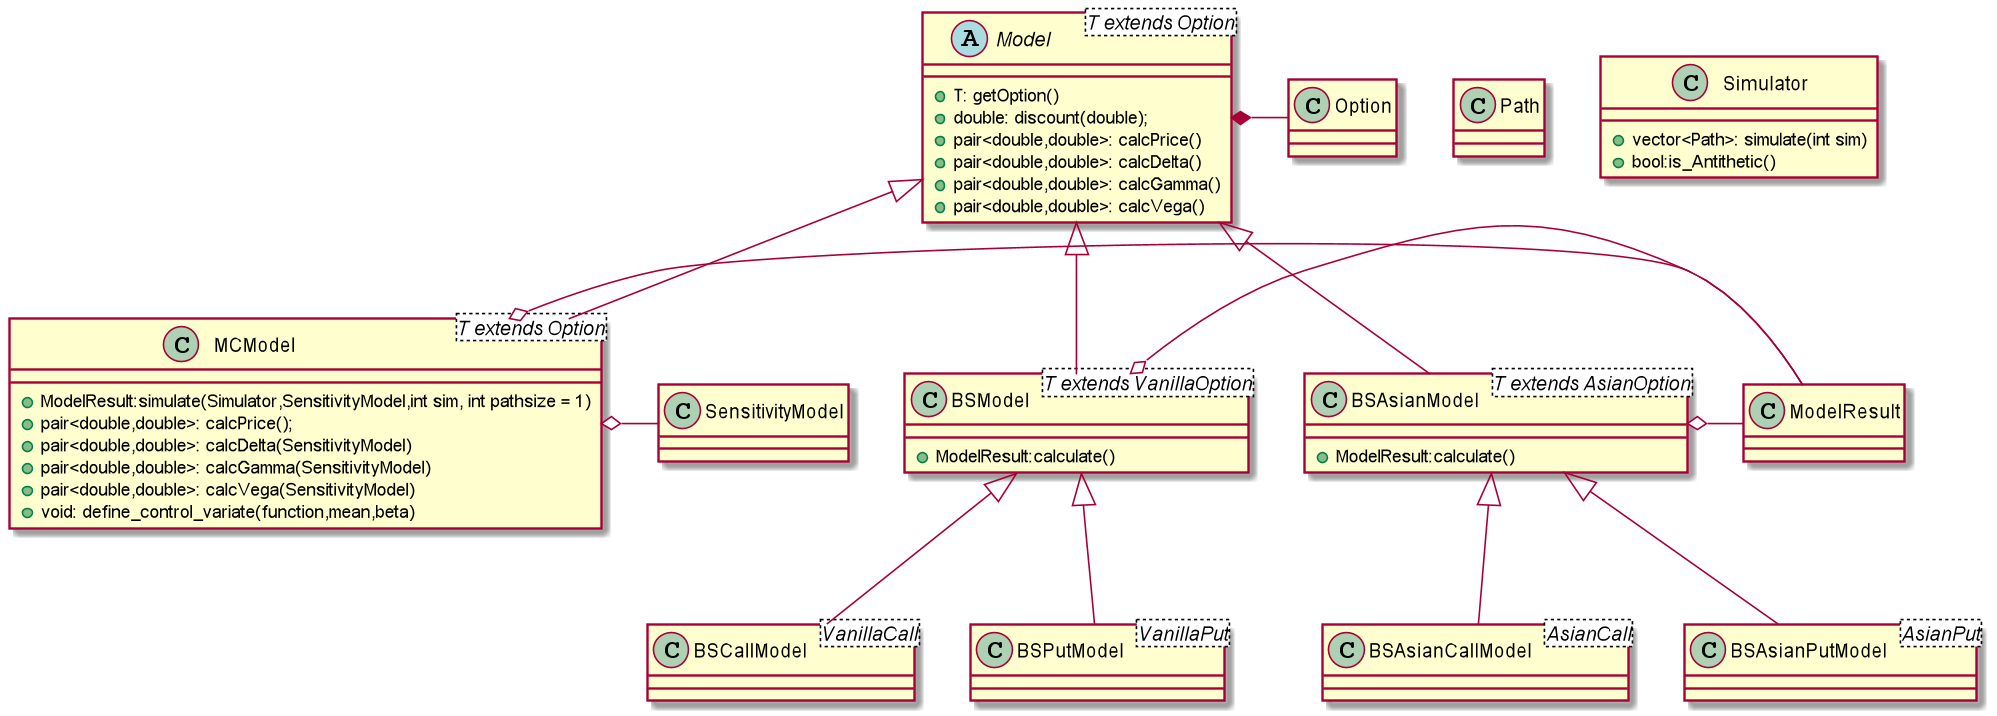 T extends Option
A Model
T: getOption()
double: discount(double);
pair<double,double>: calcPrice()
pair<double,double>: calcDelta()
pair<double,double>: calcGamma()
pair<double,double>: calcVega()
C Option
C Path
C Simulator
vector<Path>: simulate(int sim)
bool:is_Antithetic()
T extends Option
C MCModel
ModelResult:simulate(Simulator,SensitivityModel,int sim, int pathsize = 1)
pair<double,double>: calcPrice();
pair<double,double>: calcDelta(SensitivityModel)
pair<double,double>: calcGamma(SensitivityModel)
pair<double,double>: calcVega(SensitivityModel)
void: define_control_variate(function,mean,beta)
C SensitivityModel
T extends VanillaOption
C BSModel
ModelResult:calculate()
T extends AsianOption
C BSAsianModel
ModelResult:calculate()
C ModelResult
VanillaCall
C BSCallModel
VanillaPut
C BSPutModel
AsianCall
C BSAsianCallModel
AsianPut
C BSAsianPutModel